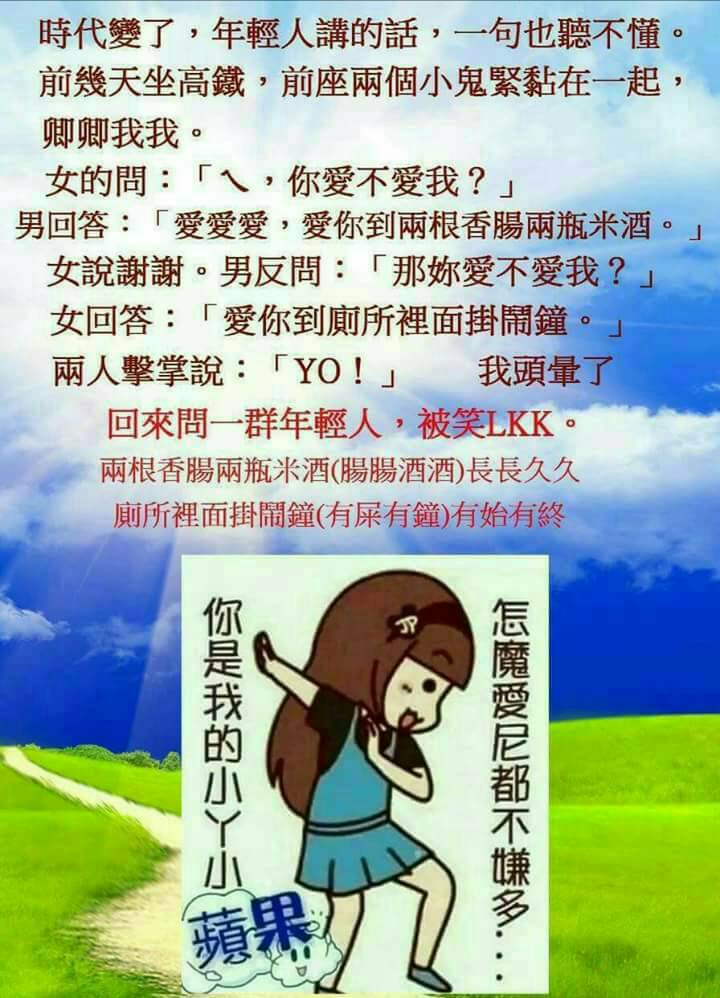 時代變了，年輕人講的話，一句也聽不懂。
前幾天坐高鐵，前座兩個小鬼緊黏在一起，
卿卿我我。
女的問：「ㄟ，你愛不愛我？」
男回答：「愛愛愛，愛你到兩根香腸兩瓶米酒。」
女說謝謝。男反問：「那妳愛不愛我？」
女回答：「愛你到廁所裡面掛鬧鐘。」
兩人擊掌說：「YO！」 我頭暈了
回來問一群年輕人，被笑LKK。
兩根香腸兩瓶米酒(腸腸酒酒)長長久久
廁所裡面掛鬧鐘(有屎有鐘)有始有終
你是我的小丫小
蘋果
怎魔愛尼都不嫌多...